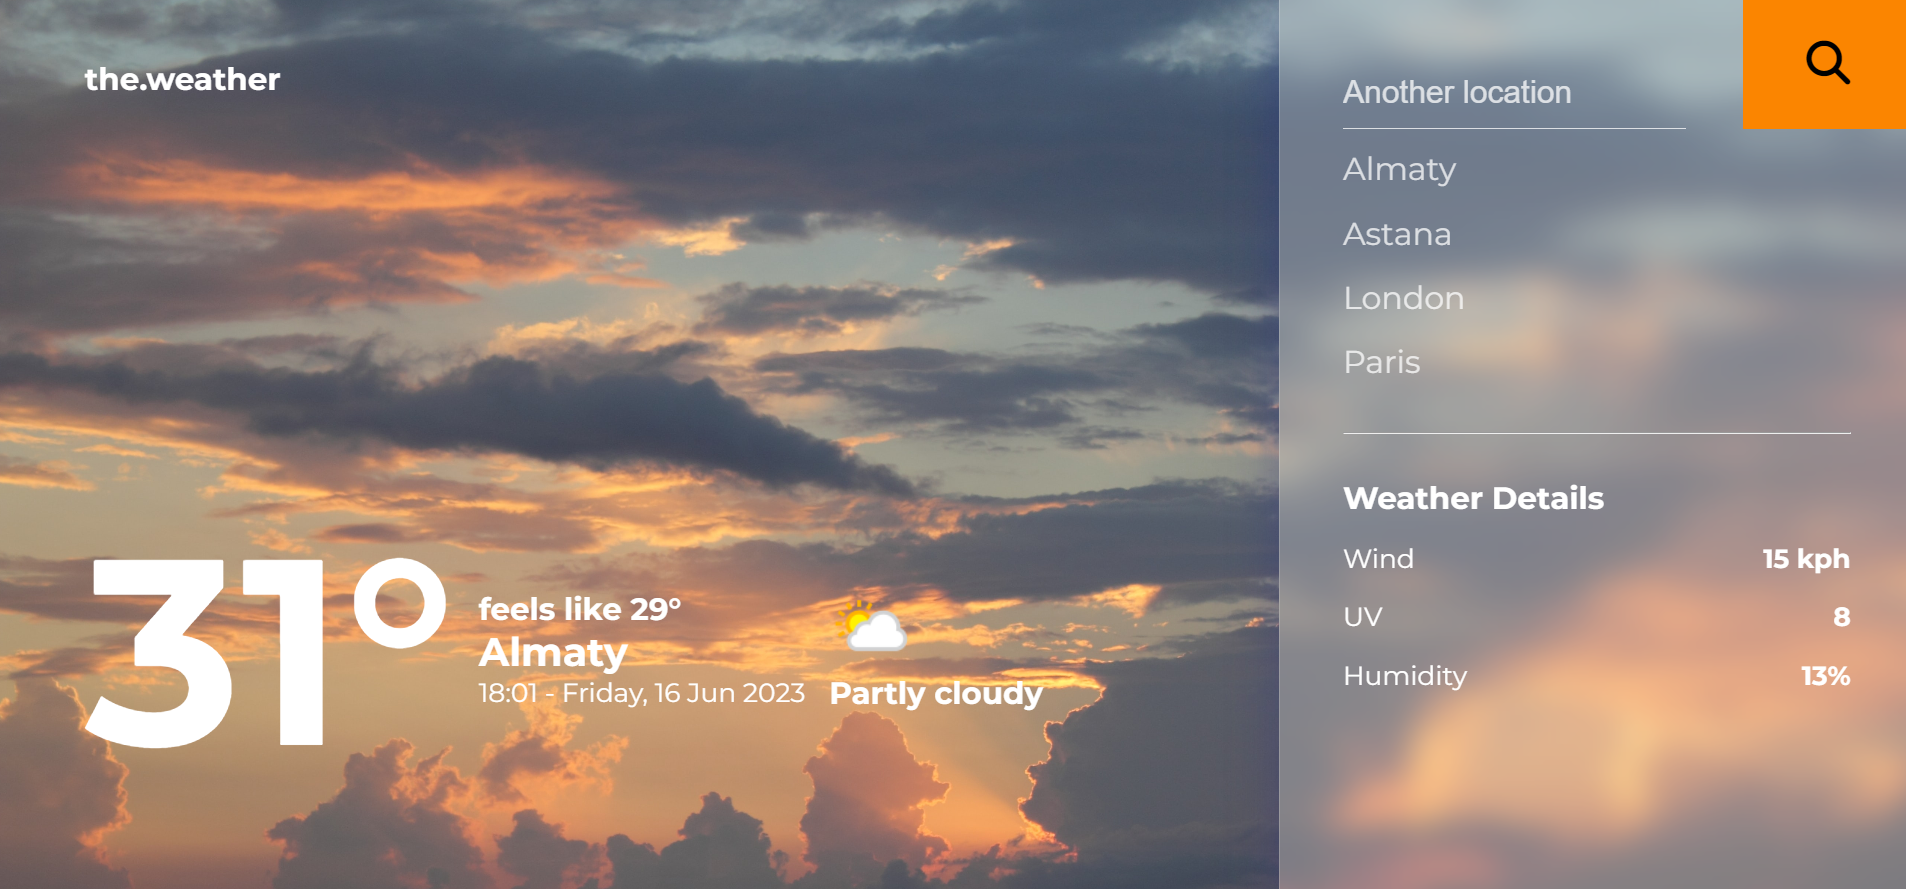 the.weather
31°
feels like 29°
Almaty
18:01 - Friday, 16 Jun 2023
Partly cloudy
Another location
Almaty
Astana
London
Paris
Weather Details
Wind 15 kph
UV 8
Humidity 13%